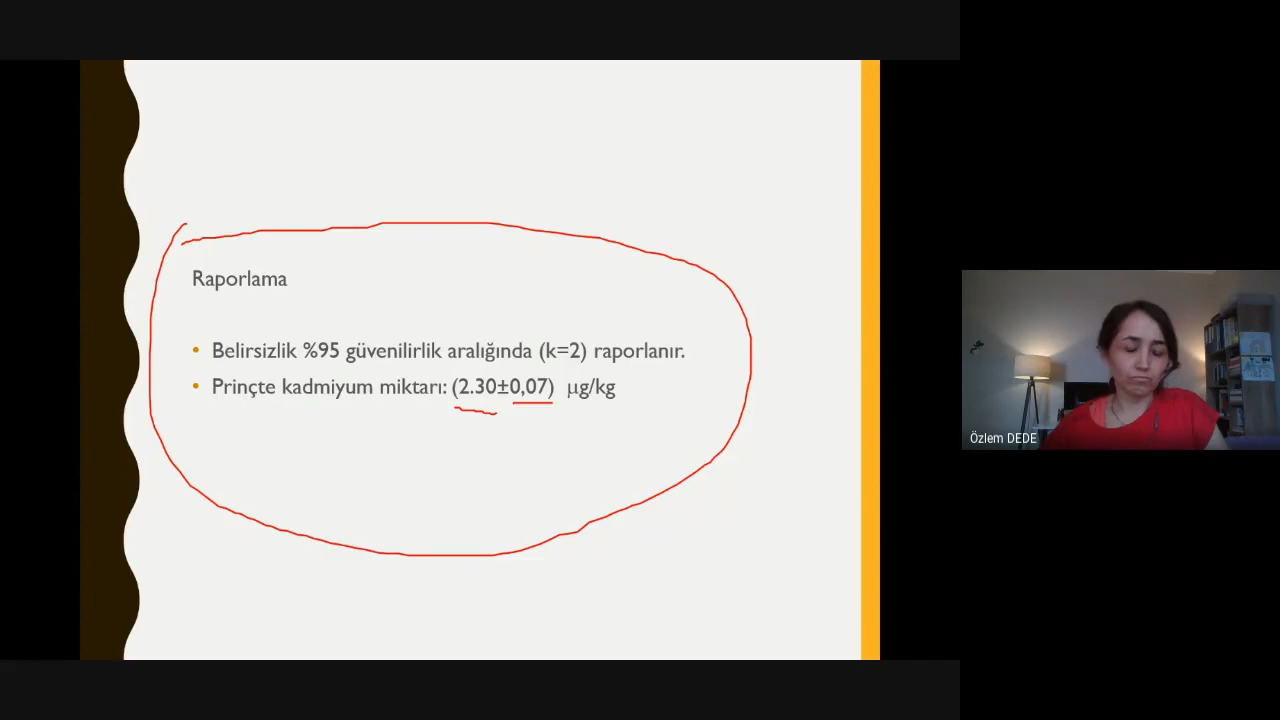 Raporlama
• Belirsizlik %95 güvenilirlik aralığında (k=2) raporlanır.
• Prinçte kadmiyum miktarı: (2.30±0,07) µg/kg
Özlem DEDE